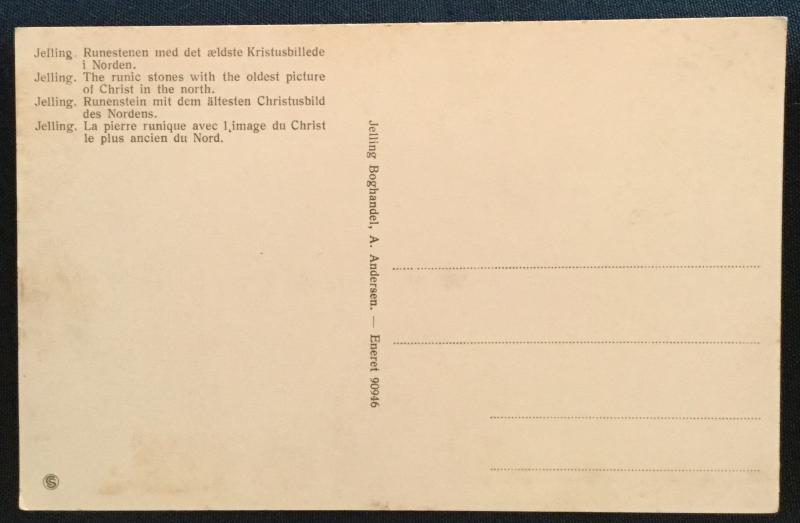 Jelling. Runestenen med det ældste Kristusbillede
i Norden.
Jelling. The runic stones with the oldest picture
of Christ in the north.
Jelling. Runenstein mit dem ältesten Christusbild
des Nordens.
Jelling. La pierre runique avec l,image du Christ
le plus ancien du Nord.
Jelling Boghandel, A. Andersen. — Eneret 90946